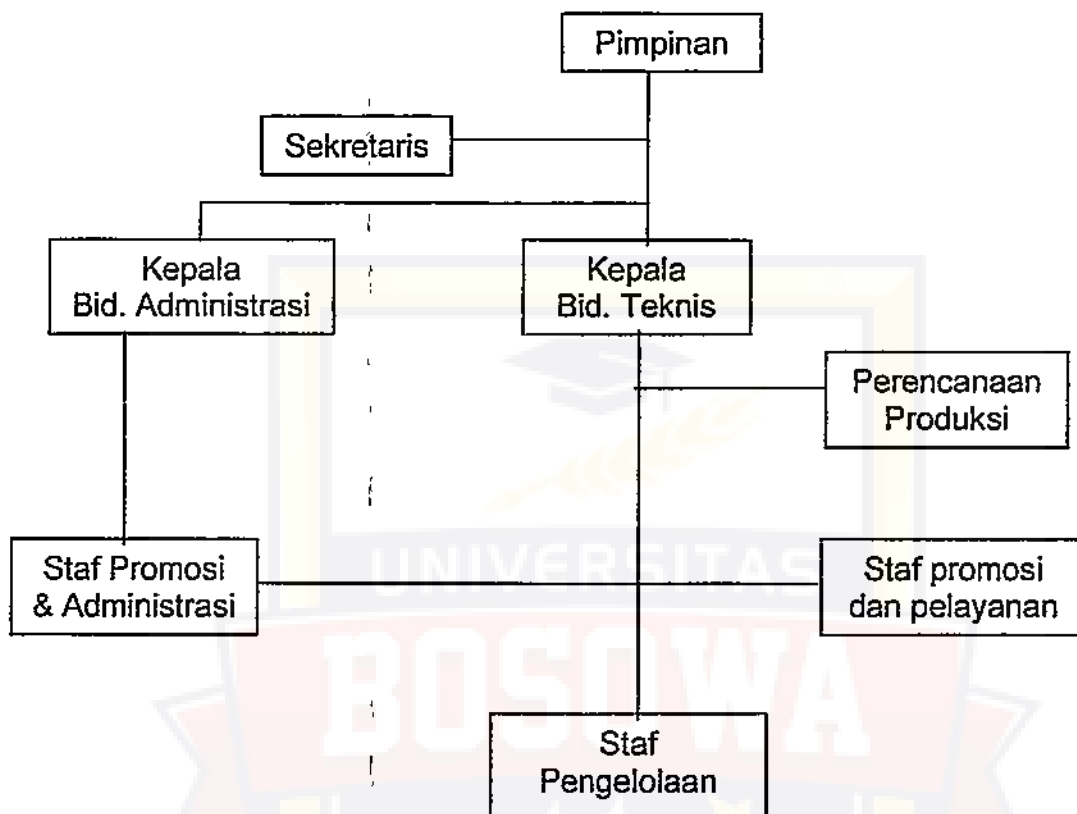 Pimpinan
Sekretaris
Kepala
Bid. Administrasi
Kepala
Bid. Teknis
Perencanaan
Produksi
Staf Promosi
& Administrasi
Staf promosi
dan pelayanan
UNIVERSITAS
BOSOWA
Staf
Pengelolaan